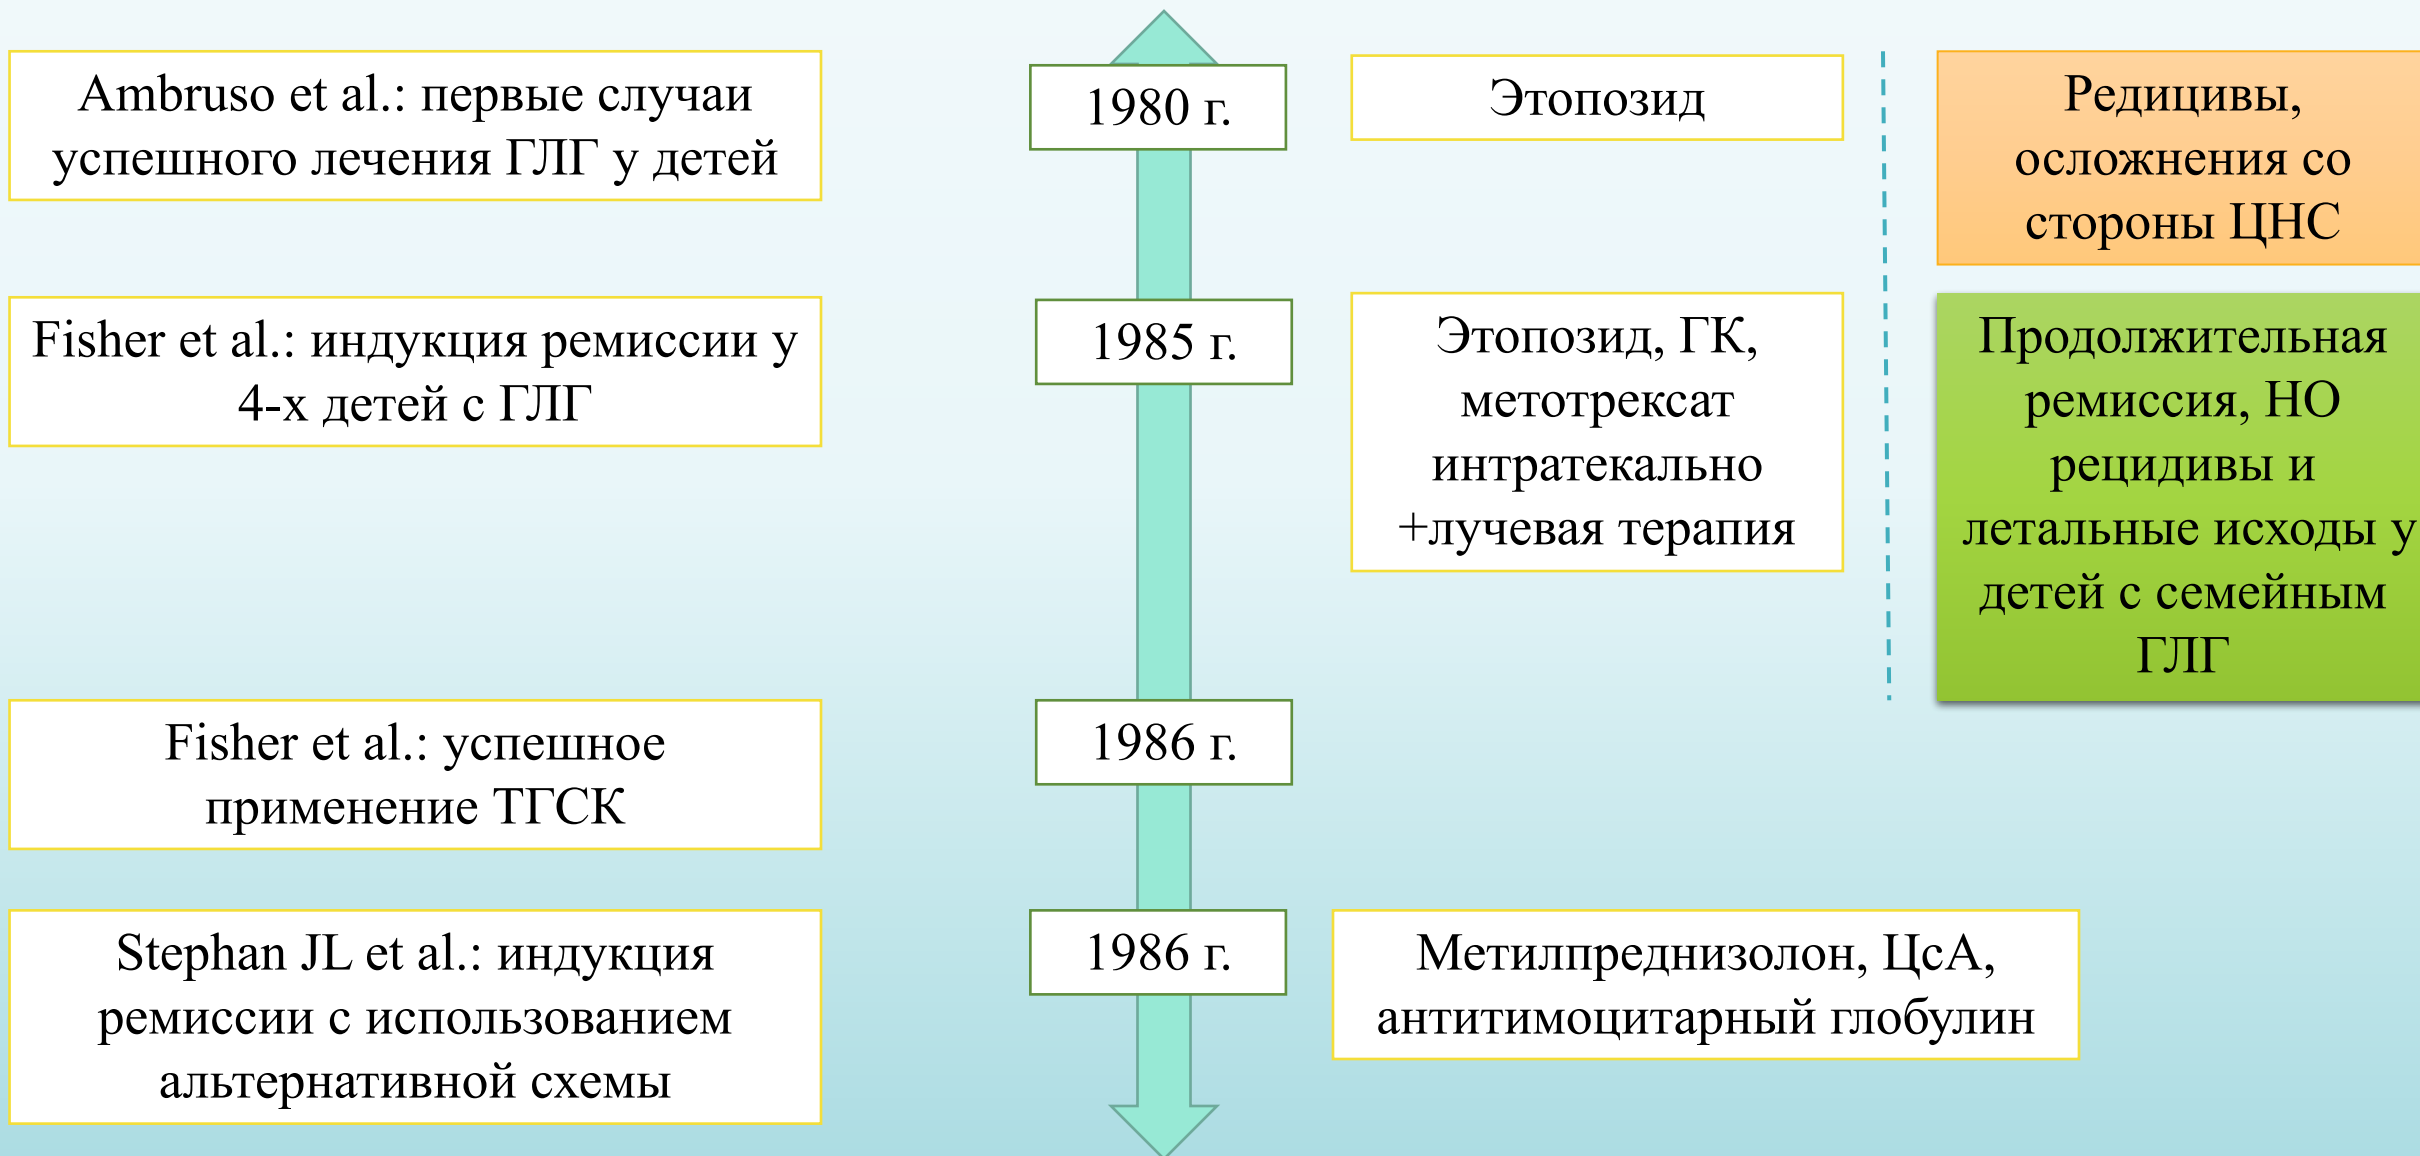 Ambruso et al.: первые случаи
успешного лечения ГЛГ у детей
1980 г.
Этопозид
Редицивы,
осложнения со
стороны ЦНС
Fisher et al.: индукция ремиссии у
4-х детей с ГЛГ
1985 г.
Этопозид, ГК,
метотрексат
интратекально
+лучевая терапия
Продолжительная
ремиссия, НО
рецидивы и
летальные исходы у
детей с семейным
ГЛГ
Fisher et al.: успешное
применение ТГСК
1986 г.
Stephan JL et al.: индукция
ремиссии с использованием
альтернативной схемы
1986 г.
Метилпреднизолон, ЦсА,
антитимоцитарный глобулин